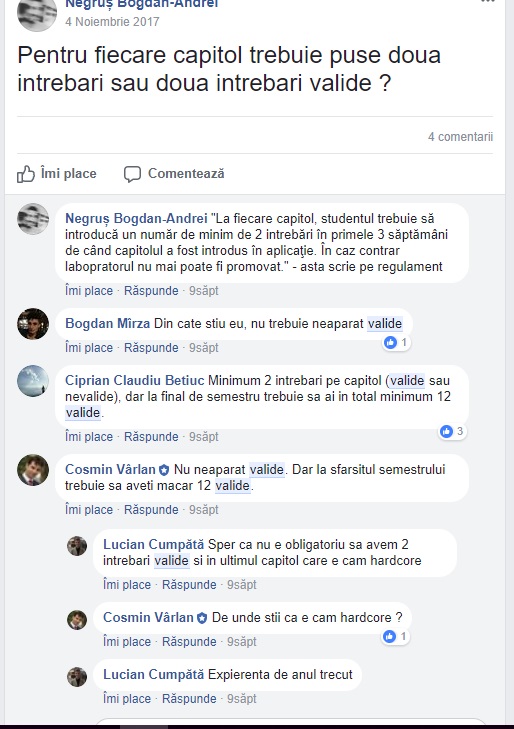 Negruș Bogdan-Andrei
4 Noiembrie 2017
Pentru fiecare capitol trebuie puse doua
intrebari sau doua intrebari valide ?
4 comentarii
Îmi place Comentează
Negruș Bogdan-Andrei "La fiecare capitol, studentul trebuie să
introducă un număr de minim de 2 intrebări în primele 3 săptămâni
de când capitolul a fost introdus în aplicaţie. În caz contrar
labopratorul nu mai poate fi promovat." - asta scrie pe regulament
Îmi place · Răspunde · 9săpt
Bogdan Mîrza Din cate stiu eu, nu trebuie neaparat valide
1
Îmi place · Răspunde · 9săpt
Ciprian Claudiu Betiuc Minimum 2 intrebari pe capitol (valide sau
nevalide), dar la final de semestru trebuie sa ai in total minimum 12
valide.
3
Îmi place · Răspunde · 9săpt
Cosmin Vârlan Nu neaparat valide. Dar la sfarsitul semestrului
trebuie sa aveti macar 12 valide.
Îmi place · Răspunde · 9săpt
Lucian Cumpătă Sper ca nu e obligatoriu sa avem 2
intrebari valide si in ultimul capitol care e cam hardcore
Îmi place · Răspunde · 9săpt
Cosmin Vârlan De unde stii ca e cam hardcore ?
1
Îmi place · Răspunde · 9săpt
Lucian Cumpătă Expierenta de anul trecut
Îmi place · Răspunde · 9săpt